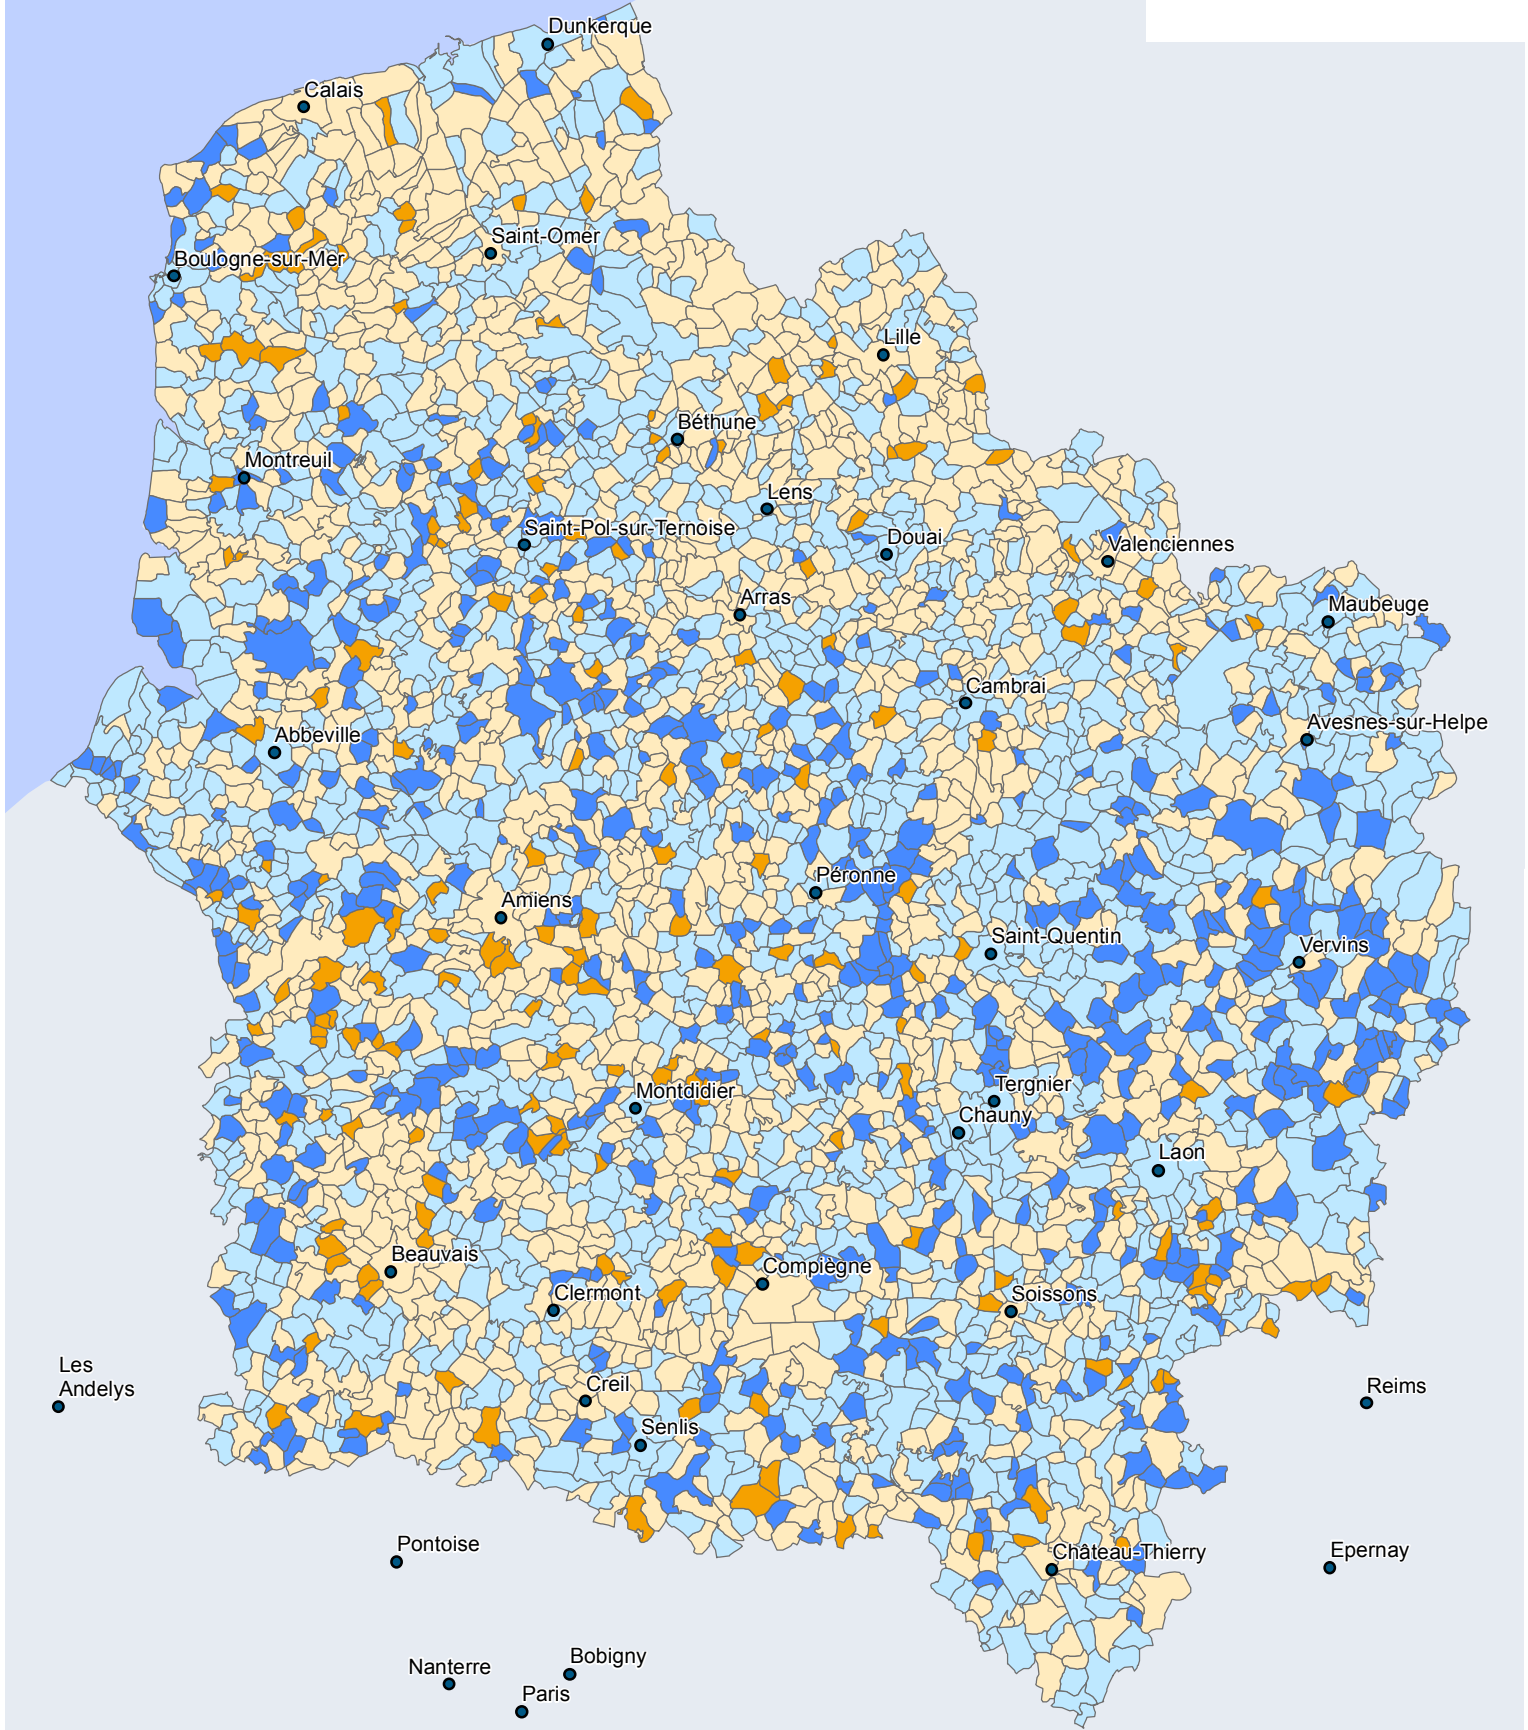 Dunkerque
Calais
Saint-Omer
Boulogne-sur-Mer
Lille
Béthune
Montreuil
Lens
Saint-Pol-sur-Ternoise
Douai
Valenciennes
Arras
Maubeuge
Cambrai
Avesnes-sur-Helpe
Abbeville
Péronne
Amiens
Saint-Quentin
Vervins
Montdidier
Tergnier
Chauny
Laon
Beauvais
Compiègne
Clermont
Soissons
Les
Andelys
Creil
Reims
Senlis
Pontoise
Château-Thierry
Epernay
Nanterre
Bobigny
Paris